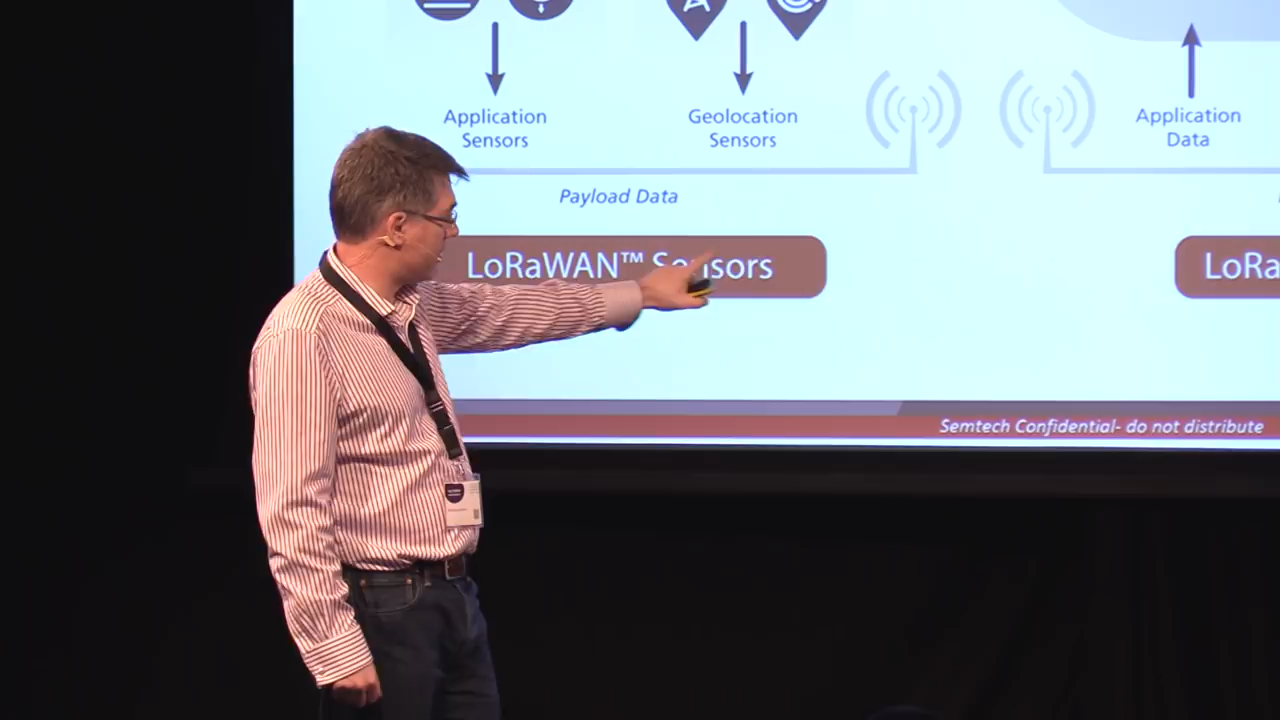 Application
Sensors
Geolocation
Sensors
Application
Data
Payload Data
LoRaWAN™ Sensors
LoRa
Semtech Confidential- do not distribute